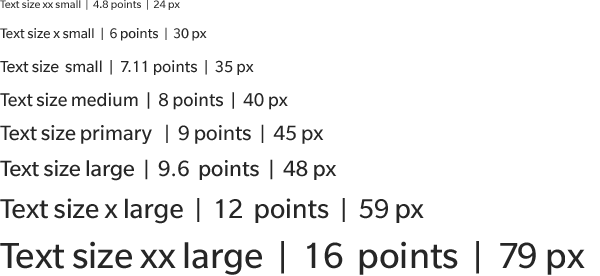 Text size xx small | 4.8 points | 24 px
Text size x small | 6 points | 30 px
Text size  small | 7.11 points | 35 px
Text size medium | 8 points | 40 px
Text size primary  | 9 points | 45 px
Text size large | 9.6  points | 48 px
Text size x large | 12  points | 59 px
Text size xx large | 16  points | 79 px